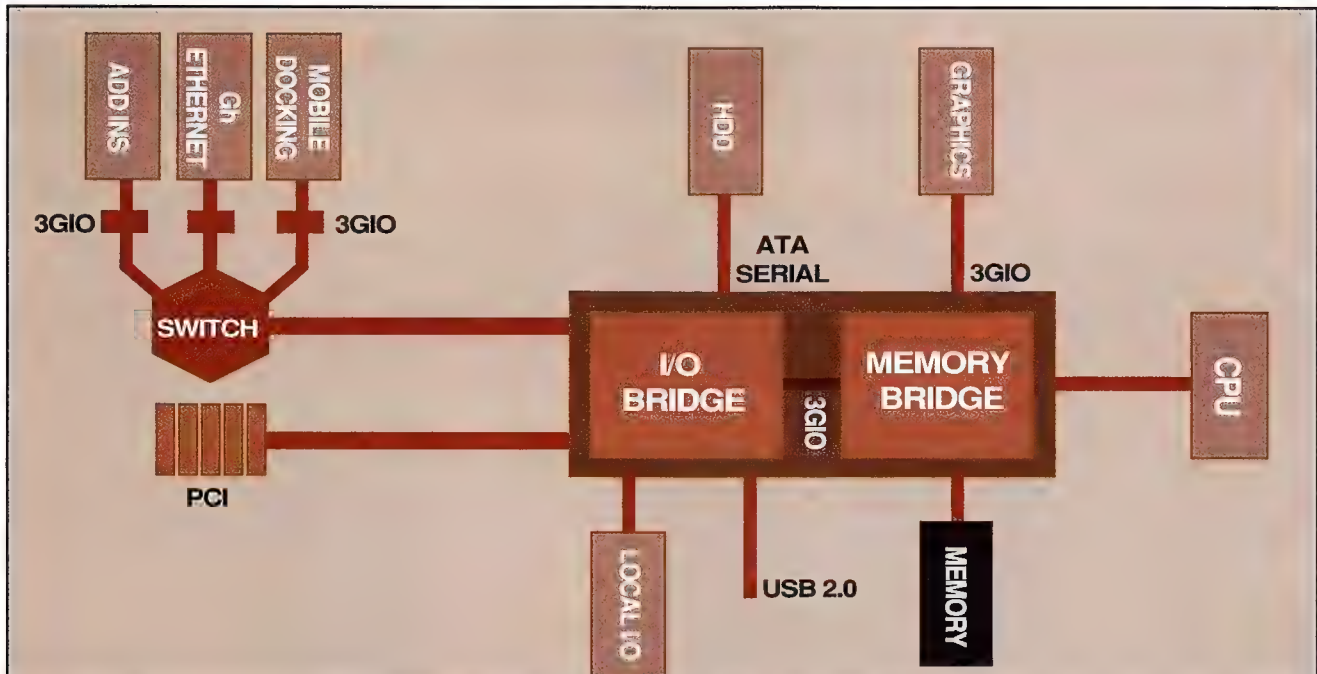 ADD INS
Gh
ETHERNET
MOBILE
DOCKING
HDD
GRAPHICS
3GIO
3GIO
ATA
SERIAL
3GIO
SWITCH
I/O
BRIDGE
3GIO
MEMORY
BRIDGE
CPU
PCI
LOCAL I/O
USB 2.0
MEMORY